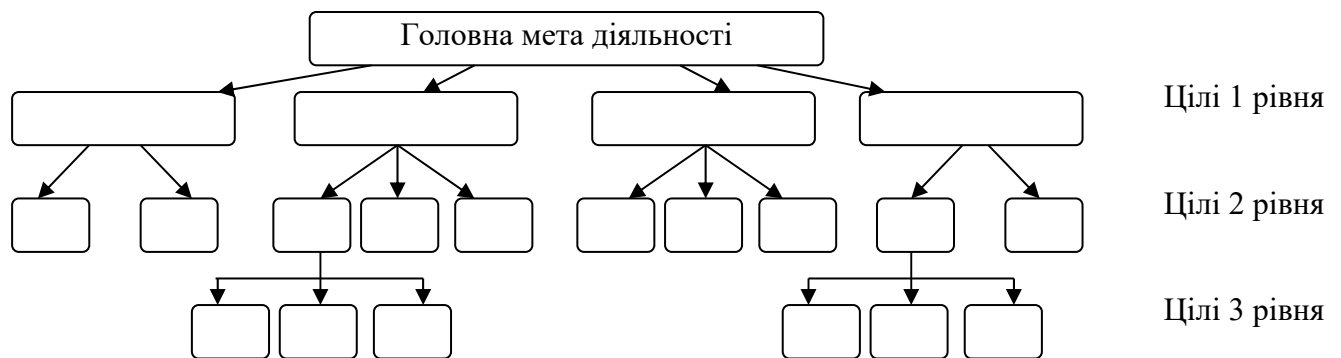 Головна мета діяльності
Цілі 1 рівня
Цілі 2 рівня
Цілі 3 рівня